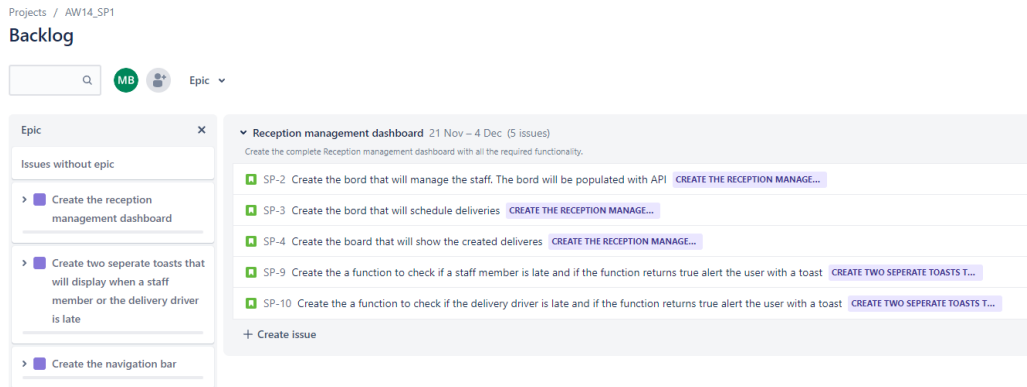 Projects / AW14_SP1
Backlog
MB
Epic
Epic
Issues without epic
Create the reception
management dashboard
Create two seperate toasts that
will display when a staff
member or the delivery driver
is late
Create the navigation bar
Reception management dashboard 21 Nov – 4 Dec (5 issues)
Create the complete Reception management dashboard with all the required functionality.
SP-2 Create the bord that will manage the staff. The bord will be populated with API CREATE THE RECEPTION MANAGE...
SP-3 Create the bord that will schedule deliveries CREATE THE RECEPTION MANAGE...
SP-4 Create the board that will show the created deliveres CREATE THE RECEPTION MANAGE...
SP-9 Create the a function to check if a staff member is late and if the function returns true alert the user with a toast CREATE TWO SEPERATE TOASTS T...
SP-10 Create the a function to check if the delivery driver is late and if the function returns true alert the user with a toast CREATE TWO SEPERATE TOASTS T...
+ Create issue